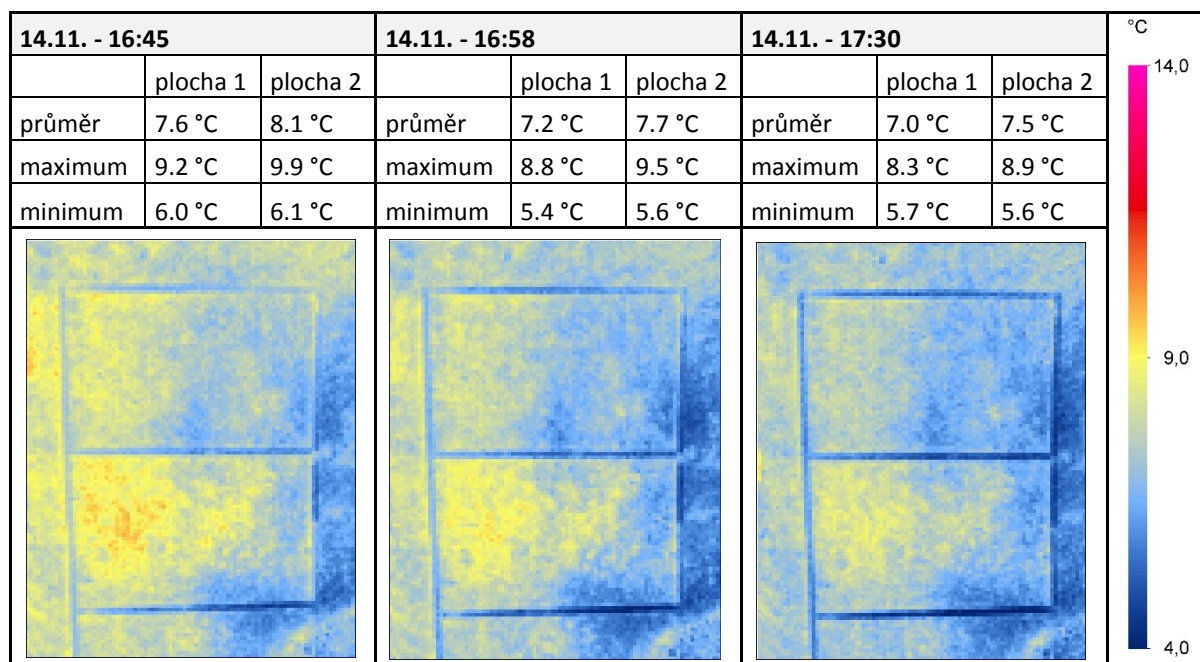 14.11. - 16:45 14.11. - 16:58 14.11. - 17:30 °C
plocha 1 plocha 2 plocha 1 plocha 2 plocha 1 plocha 2 14,0
průměr 7.6 °C 8.1 °C průměr 7.2 °C 7.7 °C průměr 7.0 °C 7.5 °C
maximum 9.2 °C 9.9 °C maximum 8.8 °C 9.5 °C maximum 8.3 °C 8.9 °C
minimum 6.0 °C 6.1 °C minimum 5.4 °C 5.6 °C minimum 5.7 °C 5.6 °C
9,0
4,0